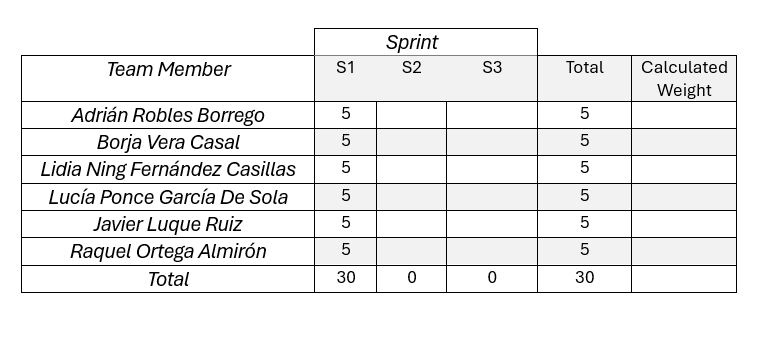 Sprint
Team Member S1 S2 S3 Total Calculated
Weight
Adrián Robles Borrego 5 5
Borja Vera Casal 5 5
Lidia Ning Fernández Casillas 5 5
Lucía Ponce García De Sola 5 5
Javier Luque Ruiz 5 5
Raquel Ortega Almirón 5 5
Total 30 0 0 30